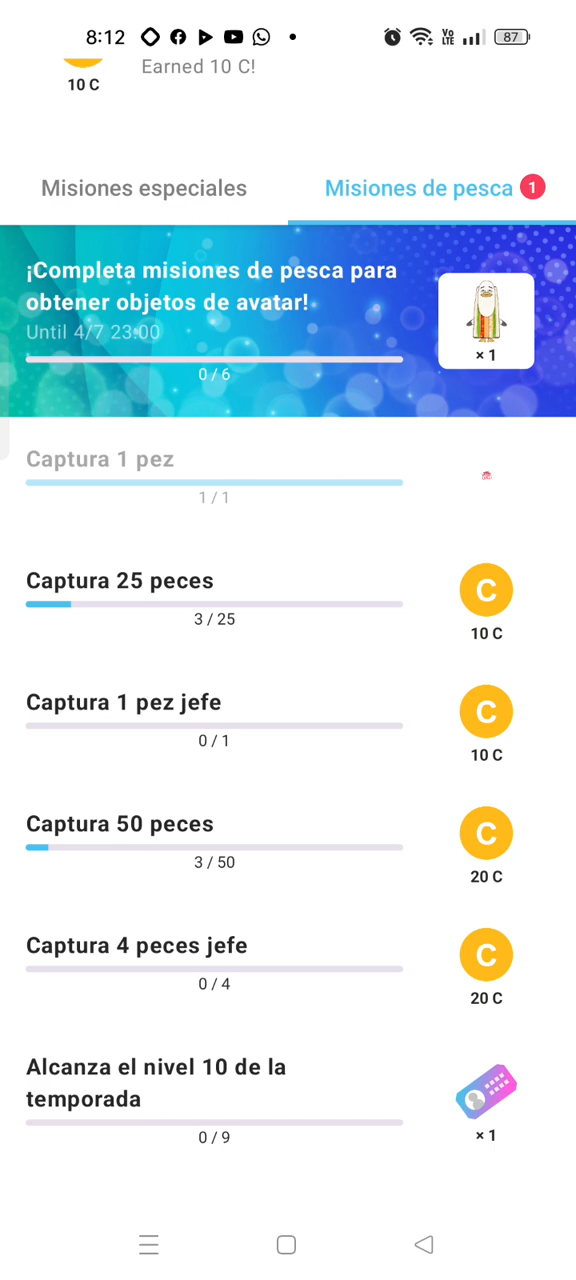 8:12
Vo
LTE
87
Earned 10 C!
10 C
Misiones especiales
Misiones de pesca 1
¡Completa misiones de pesca para
obtener objetos de avatar!
Until 4/7 23:00
0 / 6
× 1
Captura 1 pez
1 / 1
Captura 25 peces
3 / 25
C
10 C
Captura 1 pez jefe
0 / 1
C
10 C
Captura 50 peces
3 / 50
C
20 C
Captura 4 peces jefe
0 / 4
C
20 C
Alcanza el nivel 10 de la
temporada
0 / 9
× 1